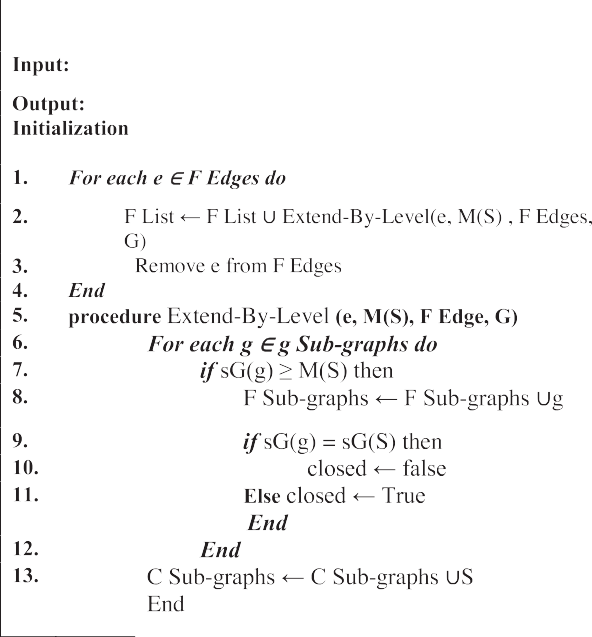 Input:
Output:
Initialization
1. For each e ∈ F Edges do
2. F List ← F List ∪ Extend-By-Level(e, M(S) , F Edges,
G)
3. Remove e from F Edges
4. End
5. procedure Extend-By-Level (e, M(S), F Edge, G)
6. For each g ∈ g Sub-graphs do
7. if sG(g) ≥ M(S) then
8. F Sub-graphs ← F Sub-graphs ∪g
9. if sG(g) = sG(S) then
10. closed ← false
11. Else closed ← True
End
12. End
13. C Sub-graphs ← C Sub-graphs ∪S
End